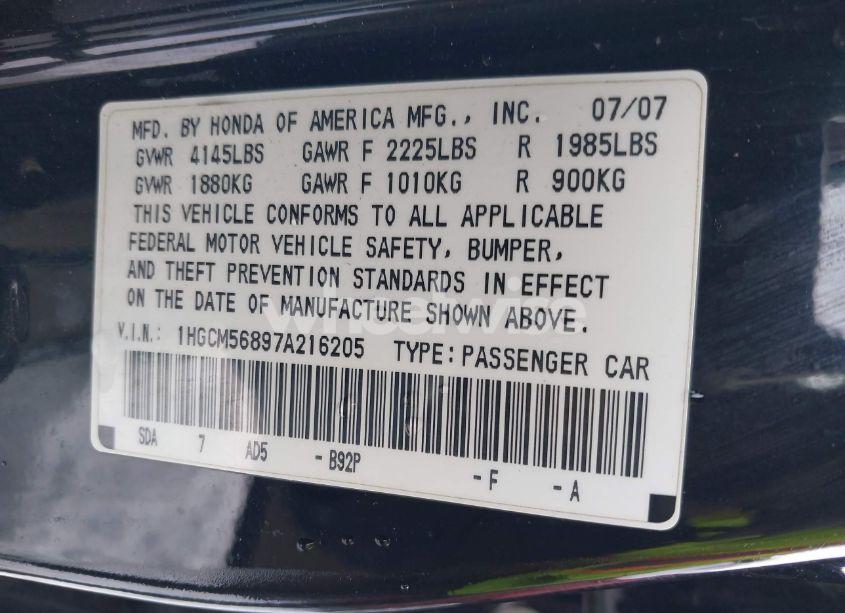 MFD. BY HONDA OF AMERICA MFG., INC. 07/07
GVWR 4145LBS GAWR F 2225LBS R 1985LBS
GVWR 1880KG GAWR F 1010KG R 900KG
THIS VEHICLE CONFORMS TO ALL APPLICABLE
FEDERAL MOTOR VEHICLE SAFETY, BUMPER,
AND THEFT PREVENTION STANDARDS IN EFFECT
ON THE DATE OF MANUFACTURE SHOWN ABOVE.
wheelwire
V.I.N.: 1HGCM56897A216205 TYPE: PASSENGER CAR
SDA 7 AD5 - B92P - F - A